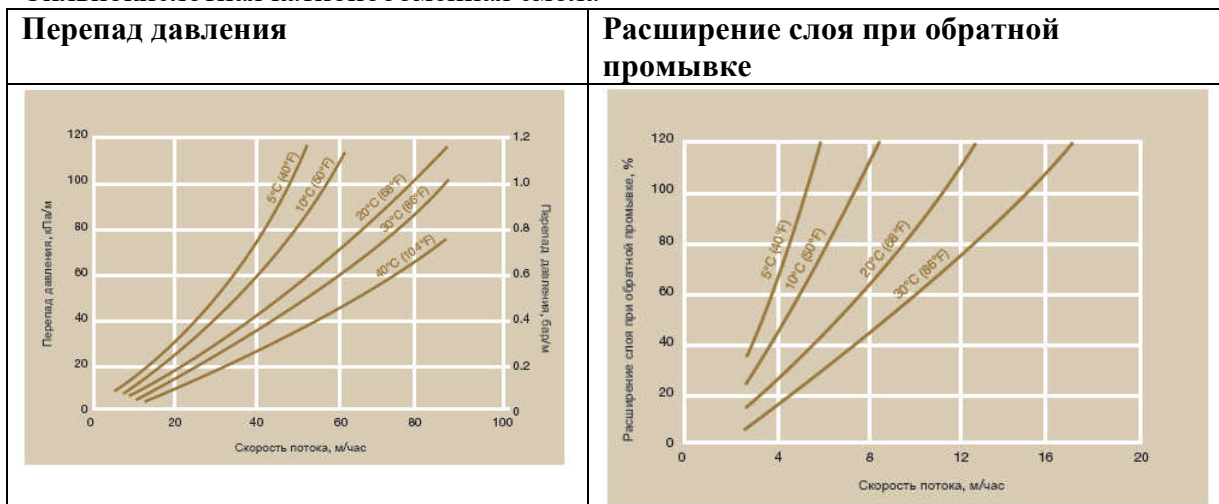 Перепад давления
Расширение слоя при обратной
промывке
120
100
80
60
40
20
0
Перепад давления, кПа/м
1.2
1.0
0.8
0.6
0.4
0.2
0
Перепад давления, бар/м
5°C (40°F)
10°C (50°F)
20°C (68°F)
30°C (86°F)
40°C (104°F)
0 20 40 60 80 100
Скорость потока, м/час
120
100
80
60
40
20
0
Расширение слоя при обратной промывке, %
5°C (40°F)
10°C (50°F)
20°C (68°F)
30°C (86°F)
0 4 8 12 16 20
Скорость потока, м/час